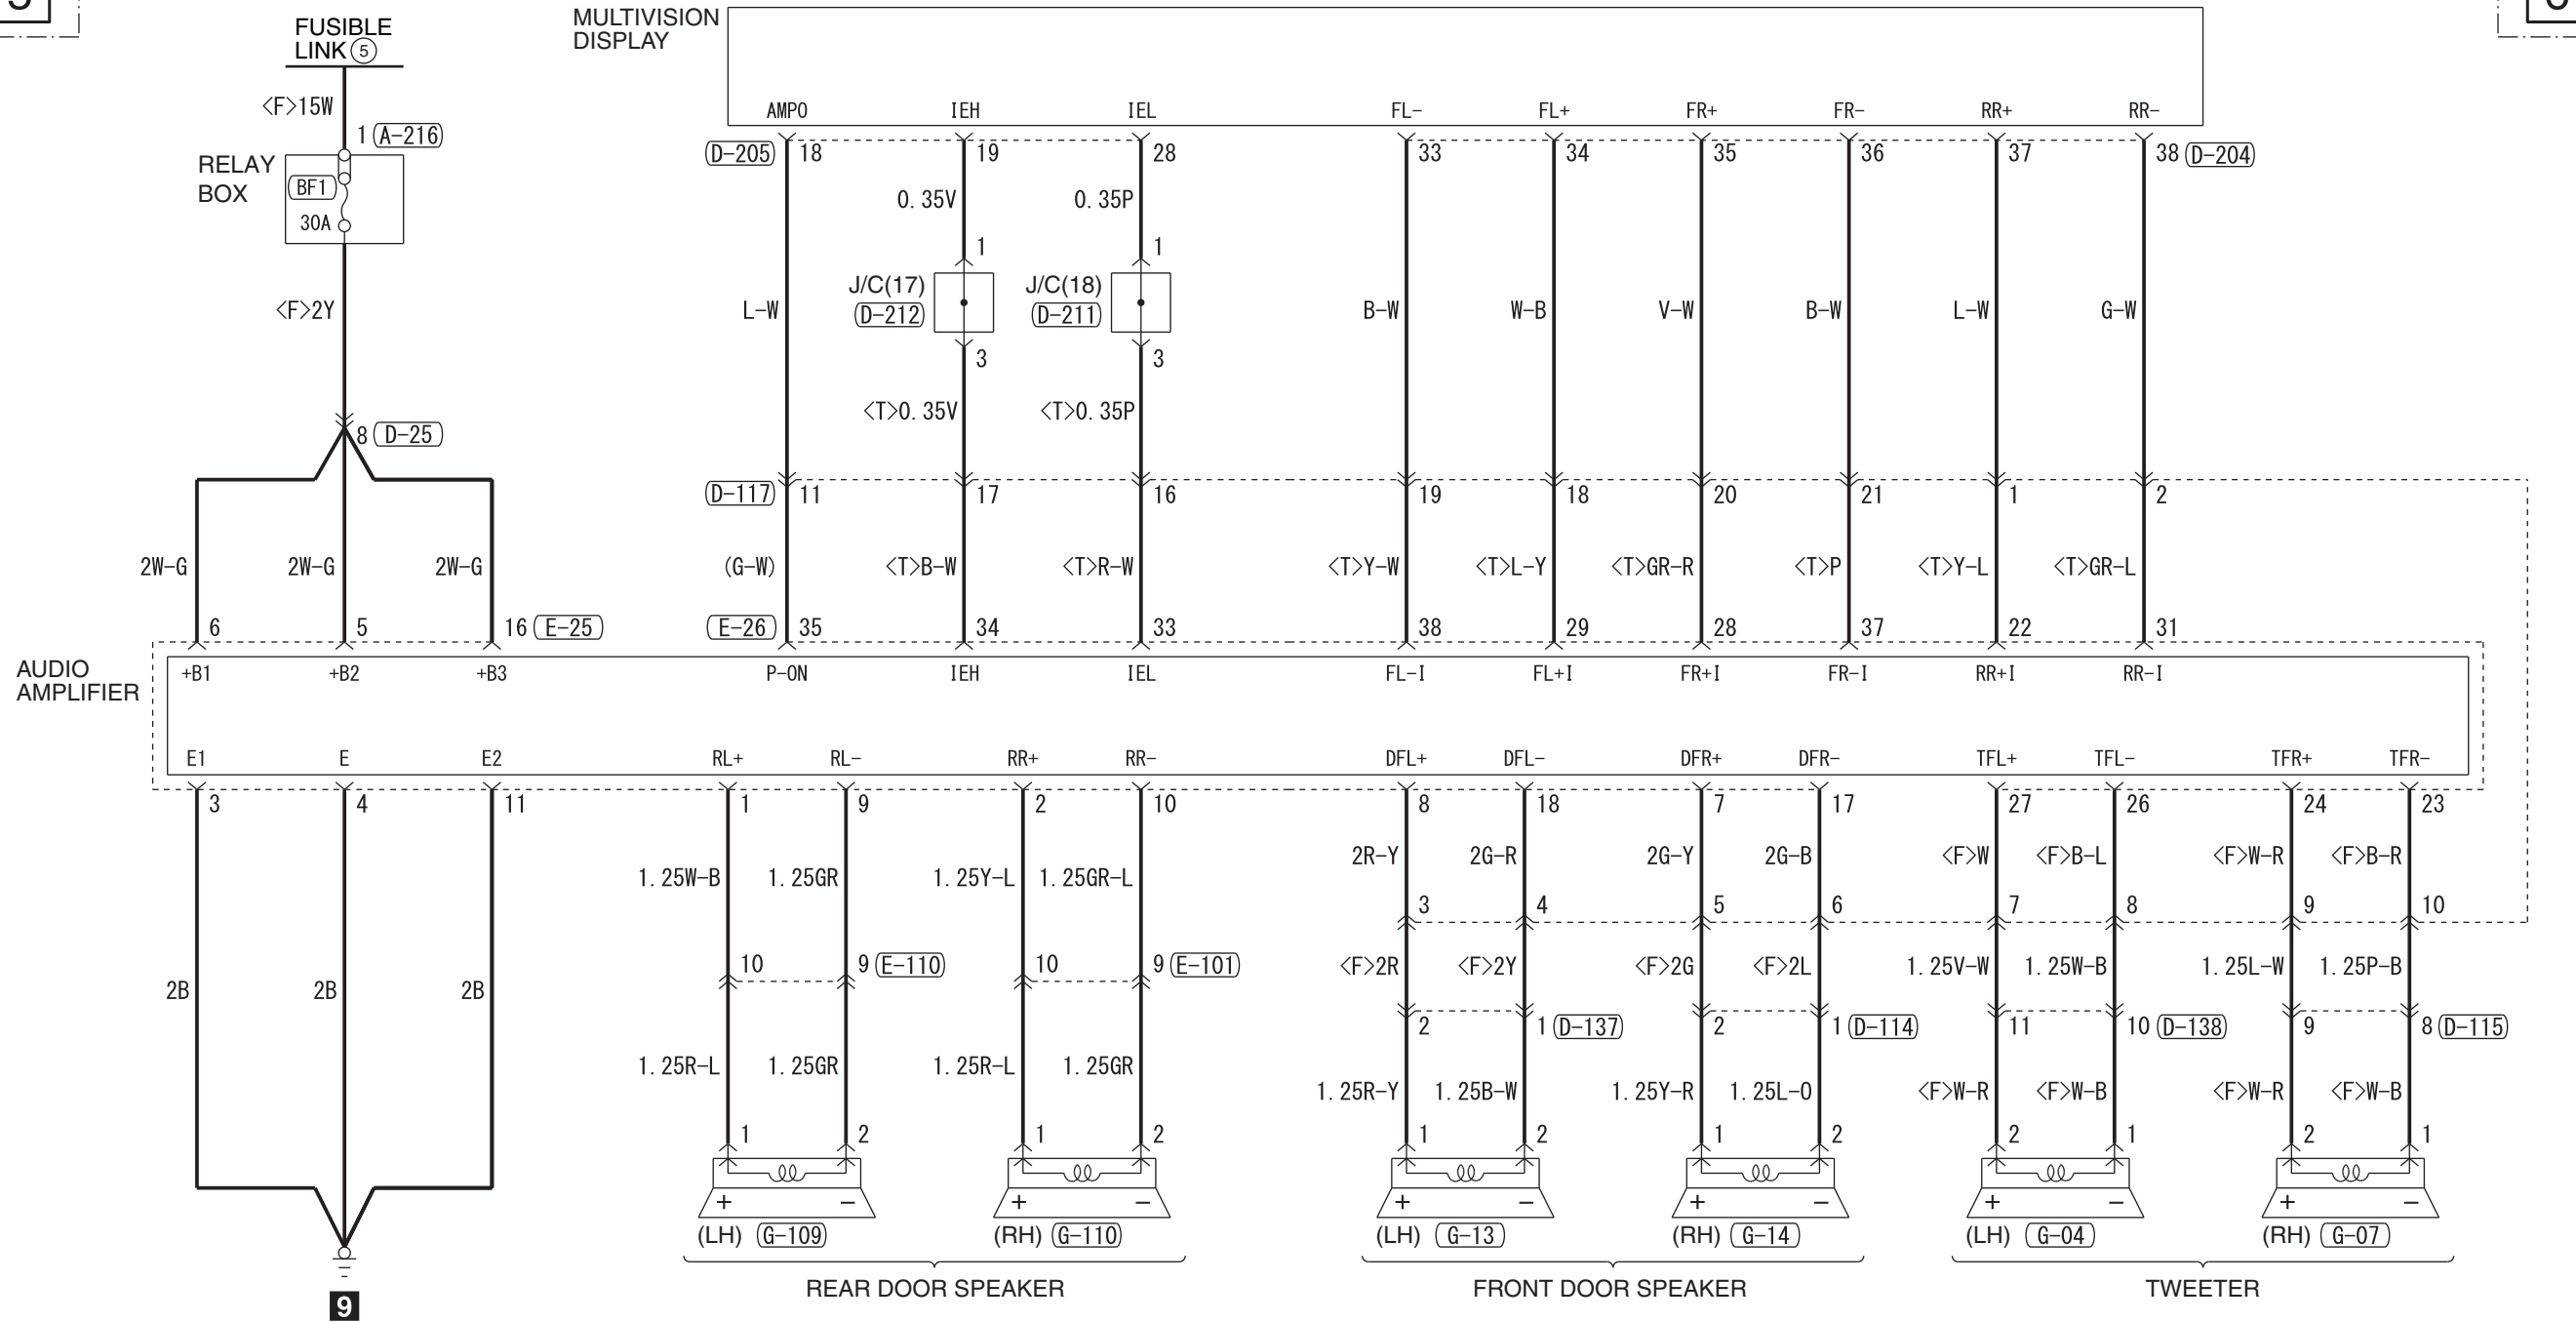 FUSIBLE
LINK 5
MULTIVISION
DISPLAY
<F>15W
AMPO IEH IEL FL- FL+ FR+ FR- RR+ RR-
1 A-216
D-205 18 19 28 33 34 35 36 37 38 D-204
RELAY
BOX
BF1
30A
0.35V 0.35P
1 1
J/C(17) J/C(18)
D-212 D-211
<F>2Y L-W B-W W-B V-W B-W L-W G-W
3 3
<T>0.35V <T>0.35P
8 D-25
D-117 11 17 16 19 18 20 21 1 2
2W-G 2W-G 2W-G (G-W) <T>B-W <T>R-W <T>Y-W <T>L-Y <T>GR-R <T>P <T>Y-L <T>GR-L
6 5 16 E-25 E-26 35 34 33 38 29 28 37 22 31
AUDIO
AMPLIFIER
+B1 +B2 +B3 P-ON IEH IEL FL-I FL+I FR+I FR-I RR+I RR-I
E1 E E2 RL+ RL- RR+ RR- DFL+ DFL- DFR+ DFR- TFL+ TFL- TFR+ TFR-
3 4 11 1 9 2 10 8 18 7 17 27 26 24 23
2R-Y 2G-R 2G-Y 2G-B <F>W <F>B-L <F>W-R <F>B-R
1.25W-B 1.25GR 1.25Y-L 1.25GR-L
3 4 5 6 7 8 9 10
10 9 E-110 10 9 E-101
<F>2R <F>2Y <F>2G <F>2L 1.25V-W 1.25W-B 1.25L-W 1.25P-B
2B 2B 2B
2 1 D-137 2 1 D-114 11 10 D-138 9 8 D-115
1.25R-L 1.25GR 1.25R-L 1.25GR
1.25R-Y 1.25B-W 1.25Y-R 1.25L-O <F>W-R <F>W-B <F>W-R <F>W-B
1 2 1 2 1 2 1 2 2 1 2 1
+ - + - + - + - + - + -
(LH) G-109 (RH) G-110 (LH) G-13 (RH) G-14 (LH) G-04 (RH) G-07
REAR DOOR SPEAKER FRONT DOOR SPEAKER TWEETER
9